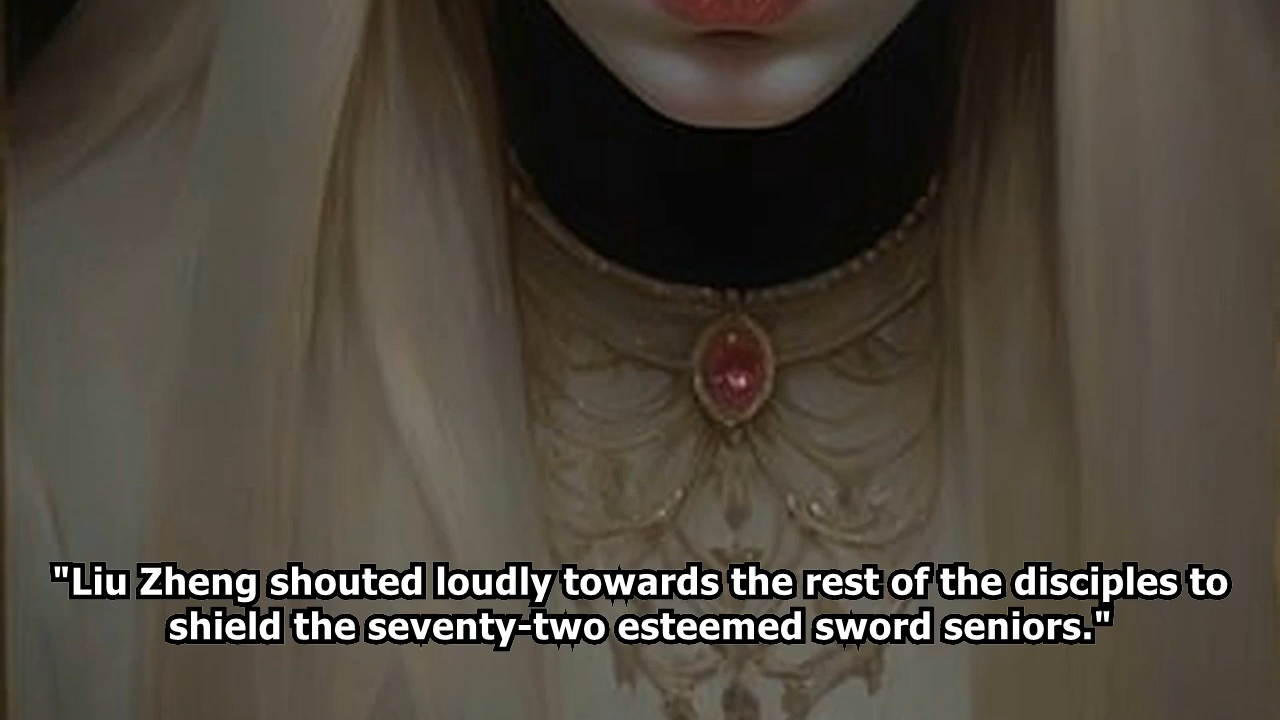 "Liu Zheng shouted loudly towards the rest of the disciples to
shield the seventy-two esteemed sword seniors."